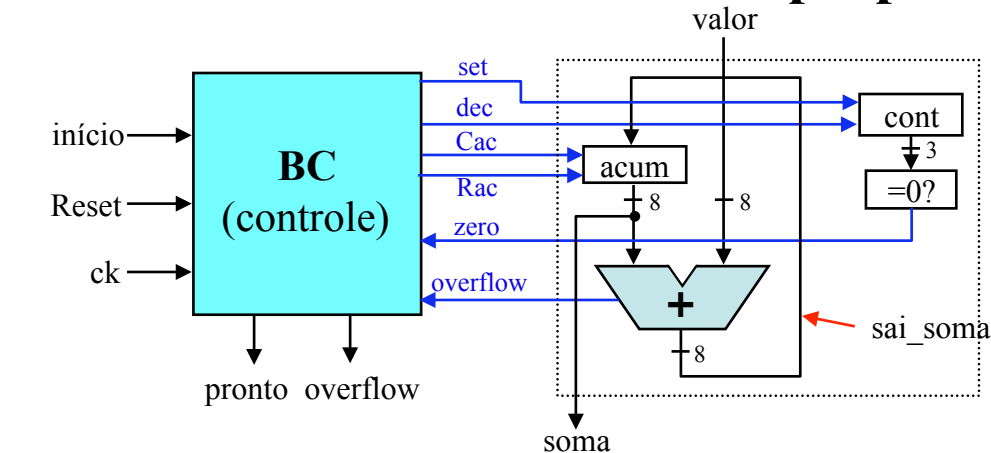 valor
set
dec
cont
início
Cac
3
BC
acum
=0?
(controle)
Rac
8
8
Reset
zero
ck
overflow
+
sai_soma
8
pronto overflow
soma